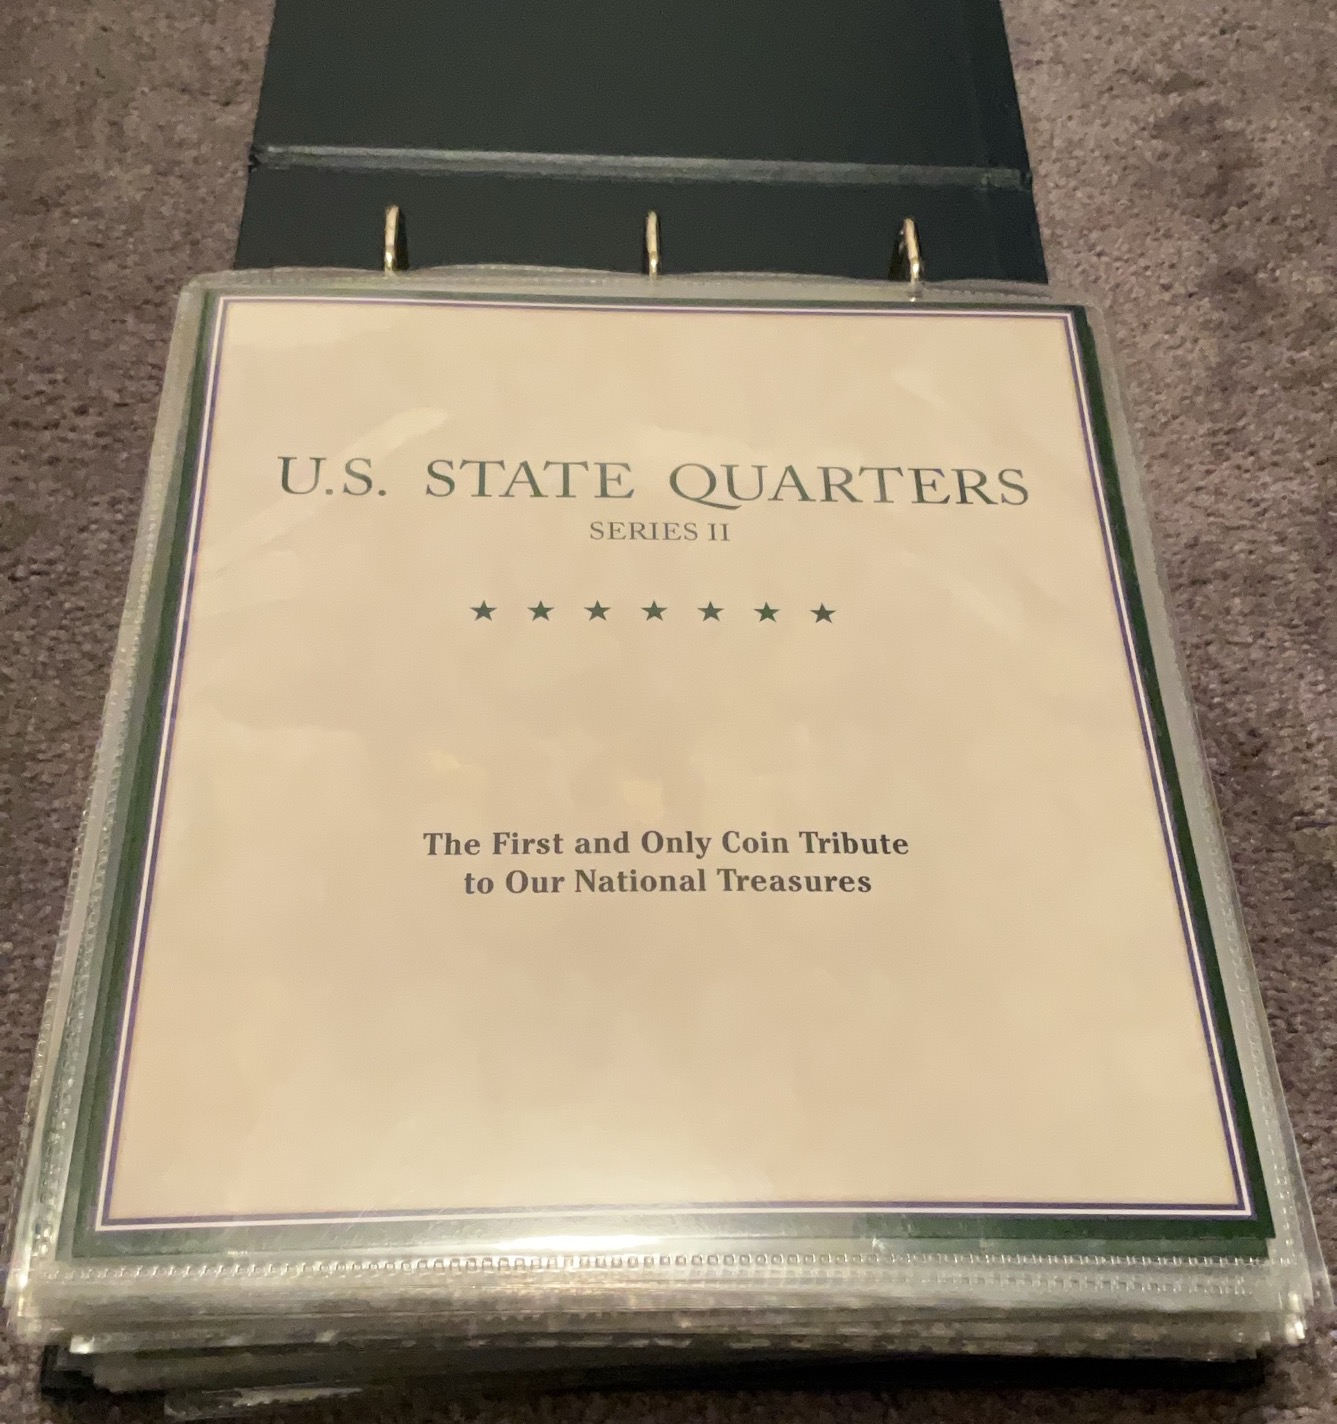 U.S. STATE QUARTERS
SERIES II
The First and Only Coin Tribute
to Our National Treasures